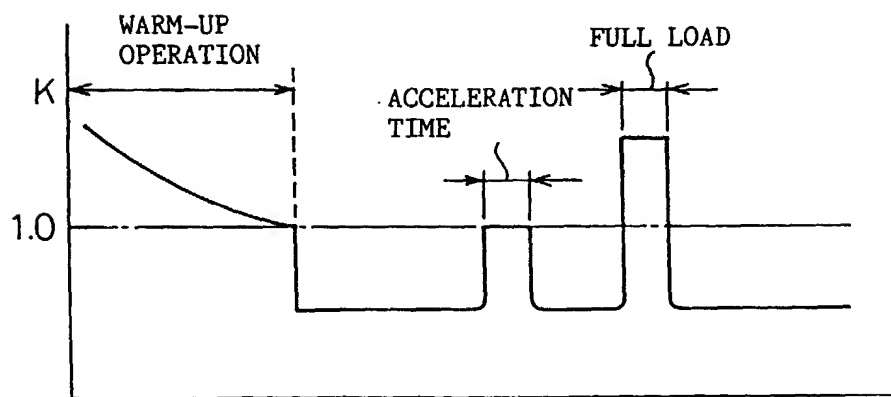 WARM-UP
OPERATION
FULL LOAD
K
ACCELERATION
TIME
1.0